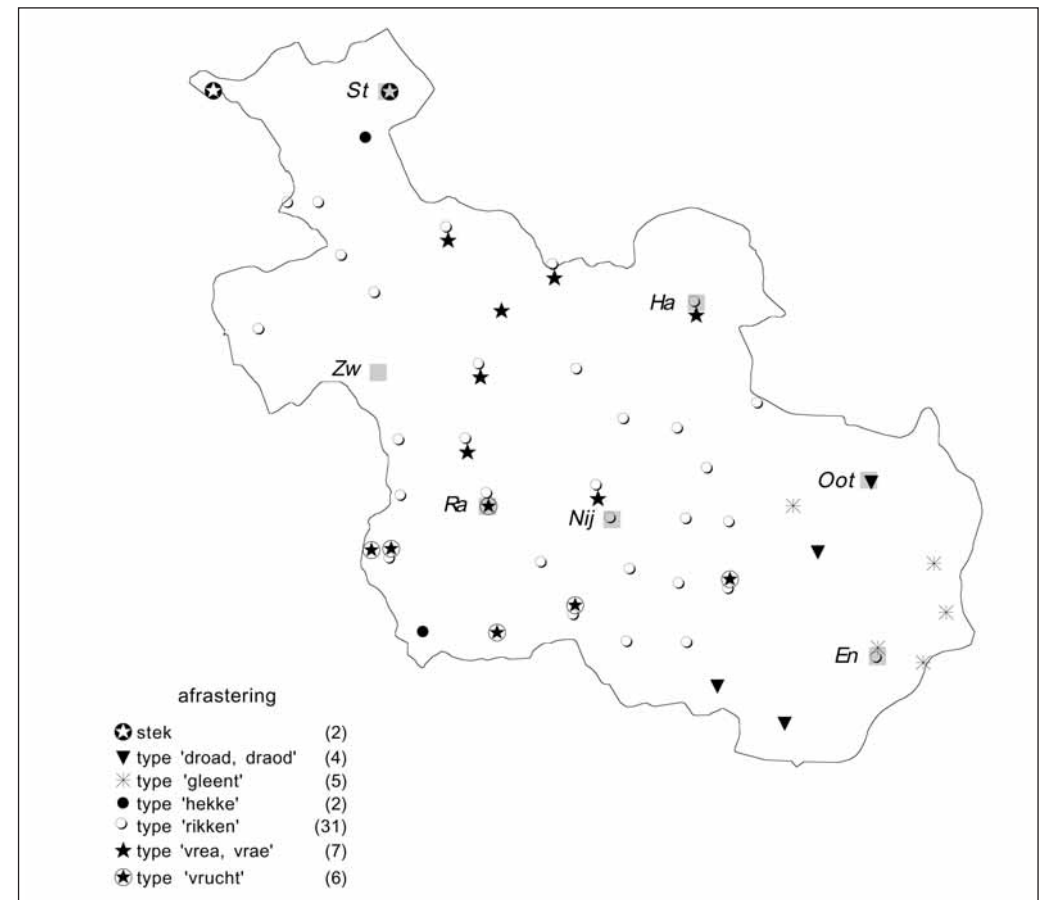 St
Ha
Zw
Oot
Ra
Nij
En
afrastering
stek (2)
type 'droad, draod' (4)
type 'gleent' (5)
type 'hekke' (2)
type 'rikken' (31)
type 'vrea, vrae' (7)
type 'vrucht' (6)